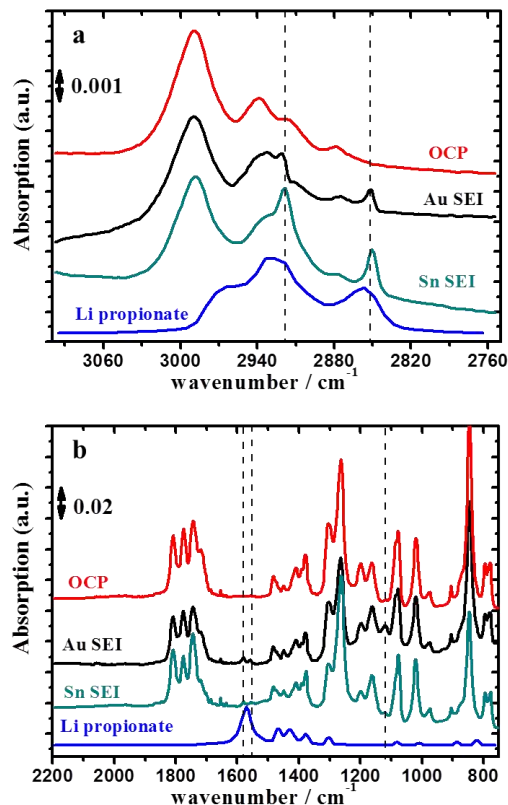 a
0.001
OCP
Au SEI
Sn SEI
Li propionate
Absorption (a.u.)
3060 3000 2940 2880 2820 2760
wavenumber / cm-1
b
0.02
OCP
Au SEI
Sn SEI
Li propionate
Absorption (a.u.)
2200 2000 1800 1600 1400 1200 1000 800
wavenumber / cm-1